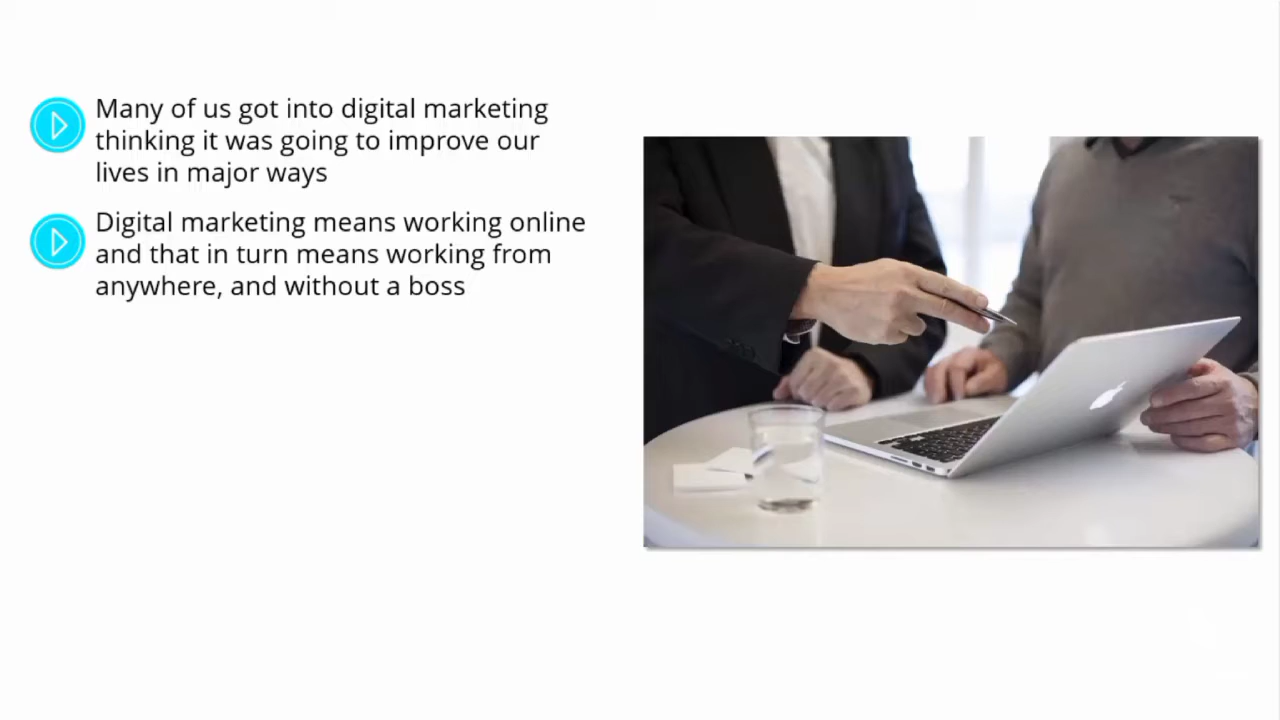 Many of us got into digital marketing
thinking it was going to improve our
lives in major ways
Digital marketing means working online
and that in turn means working from
anywhere, and without a boss